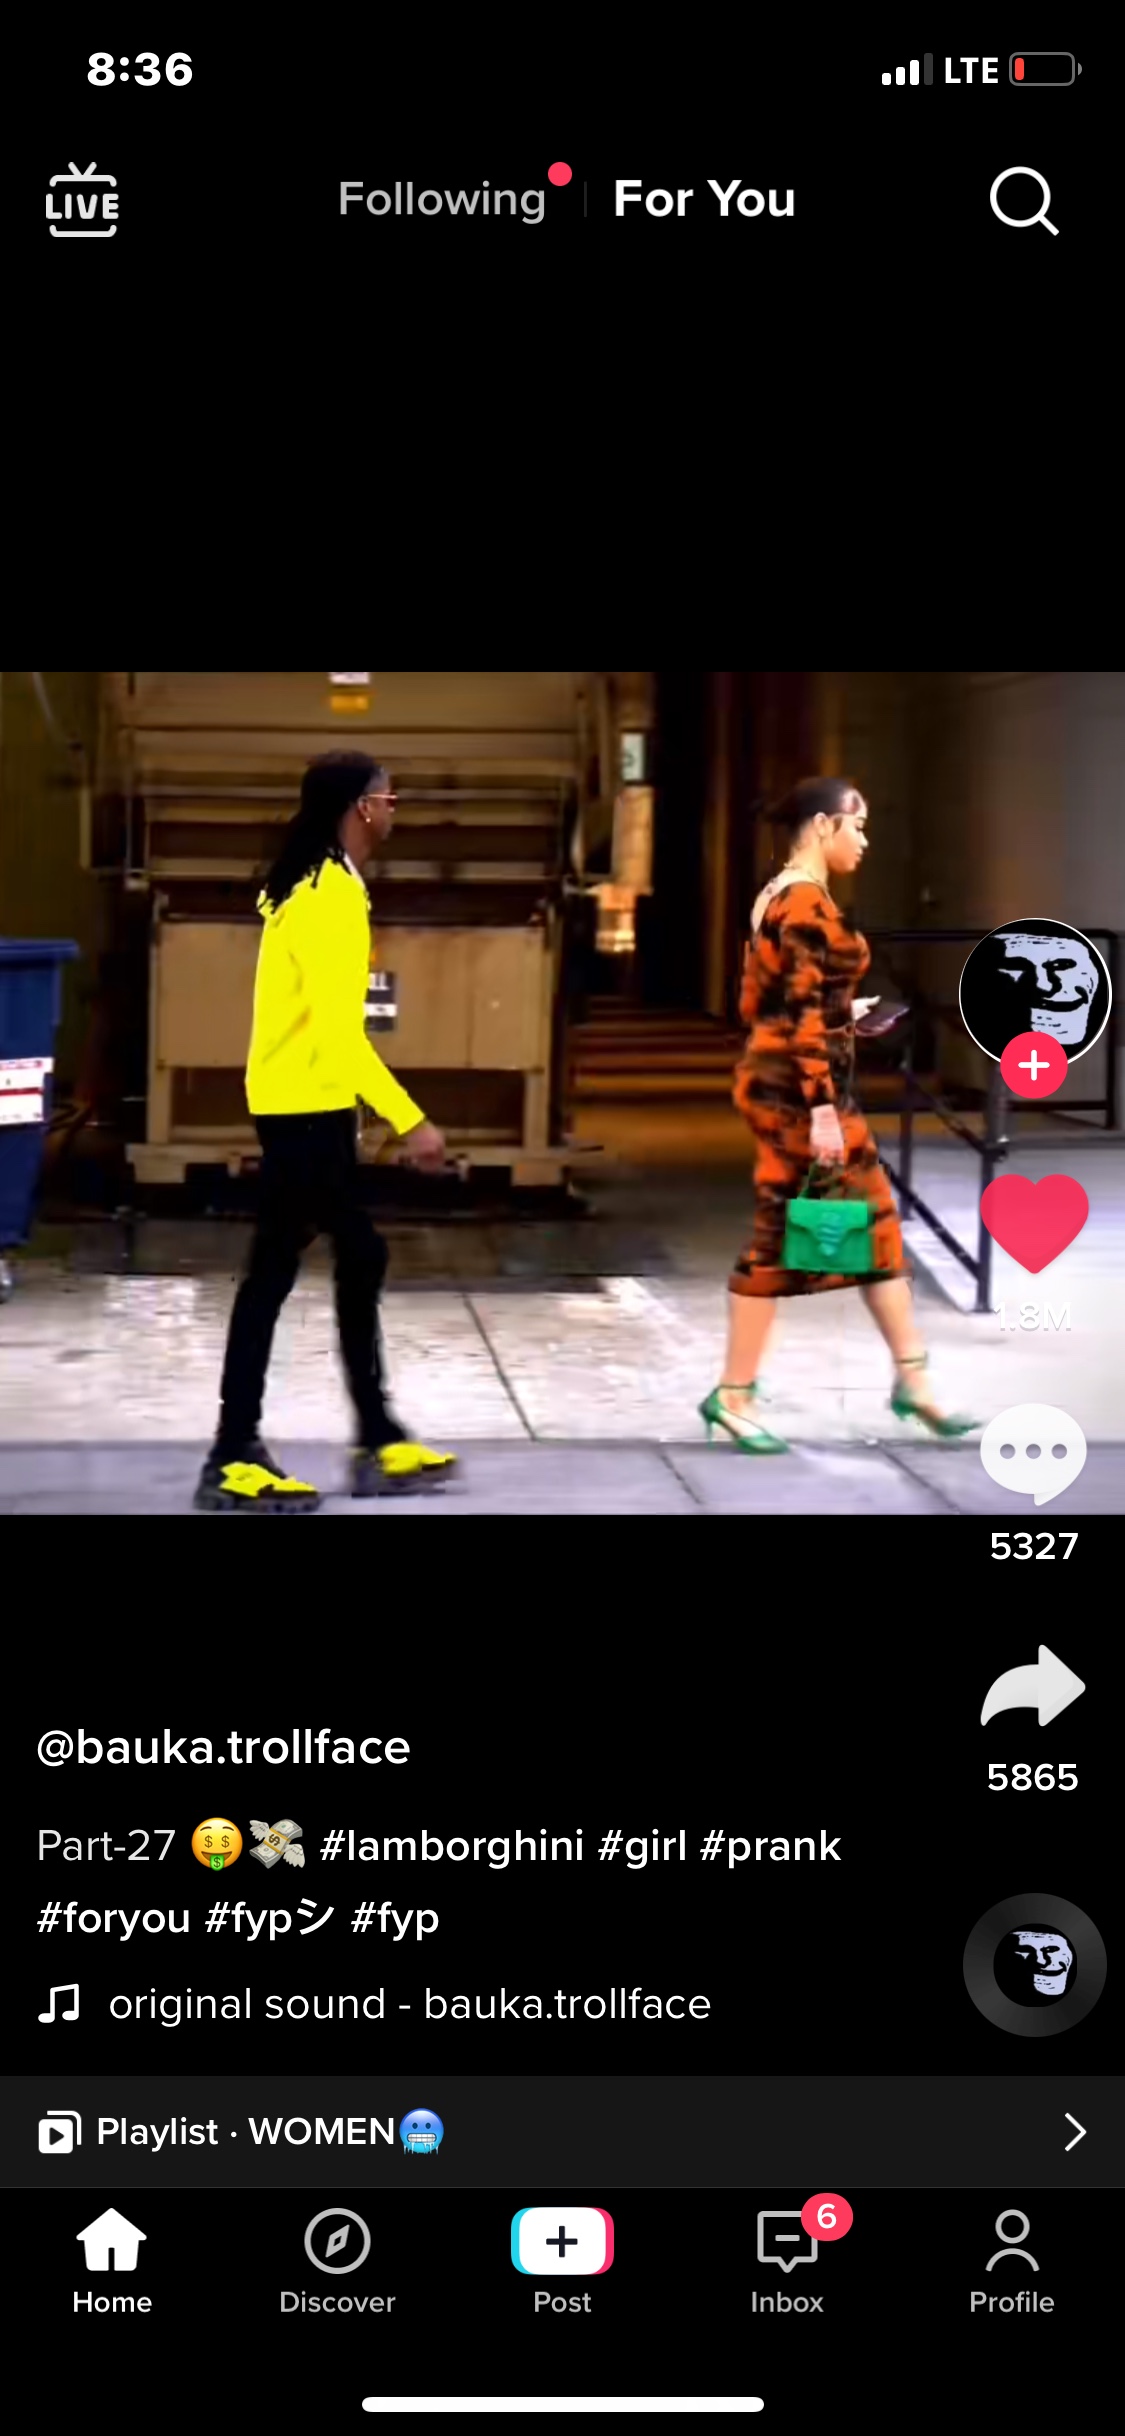 8:36 LTE
LIVE Following For You
1.8M
5327
5865
@bauka.trollface
Part-27 🤑💸 #lamborghini #girl #prank
#foryou #fypシ #fyp
original sound - bauka.trollface
Playlist · WOMEN🥶
6
Home Discover Post Inbox Profile